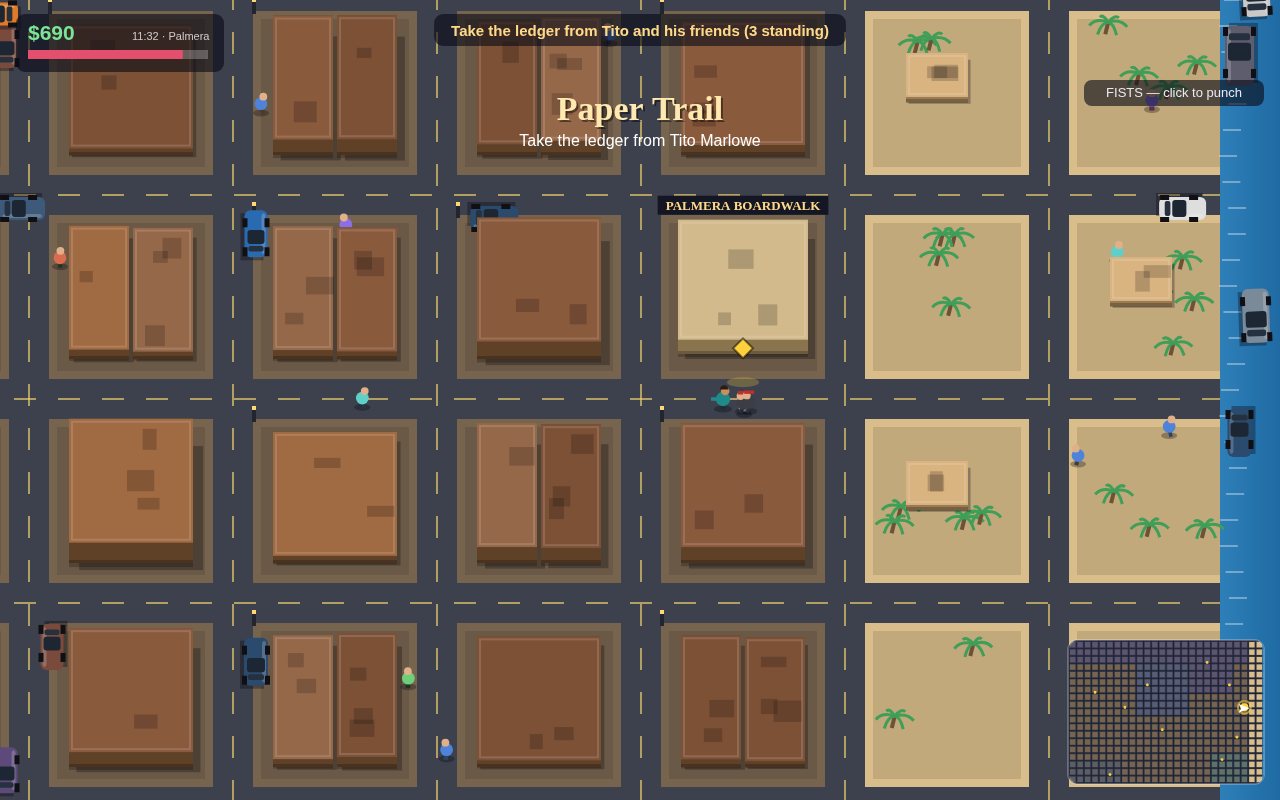 $690
11:32 · Palmera
Take the ledger from Tito and his friends (3 standing)
FISTS — click to punch
Paper Trail
Take the ledger from Tito Marlowe
PALMERA BOARDWALK